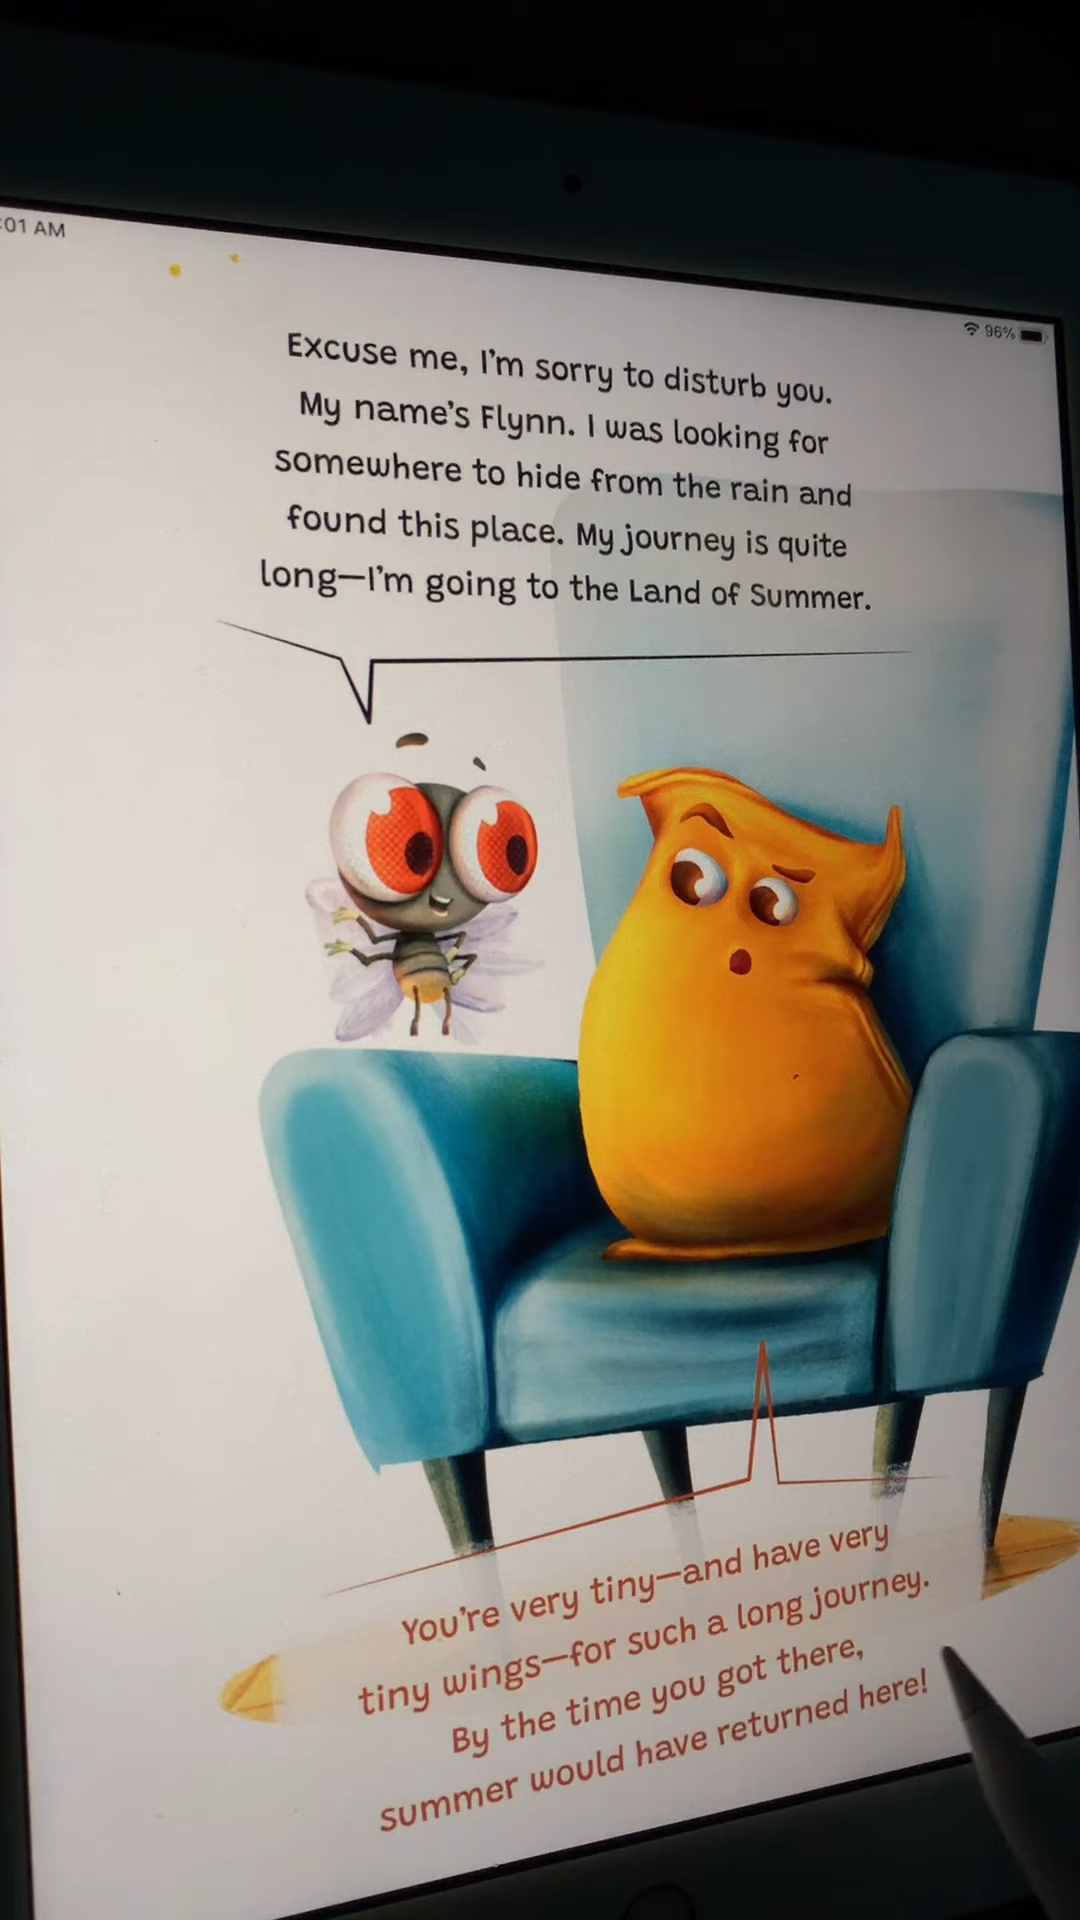 :01 AM
96%
Excuse me, I'm sorry to disturb you.
My name's Flynn. I was looking for
somewhere to hide from the rain and
found this place. My journey is quite
long—I'm going to the Land of Summer.
You're very tiny—and have very
tiny wings—for such a long journey.
By the time you got there,
summer would have returned here!